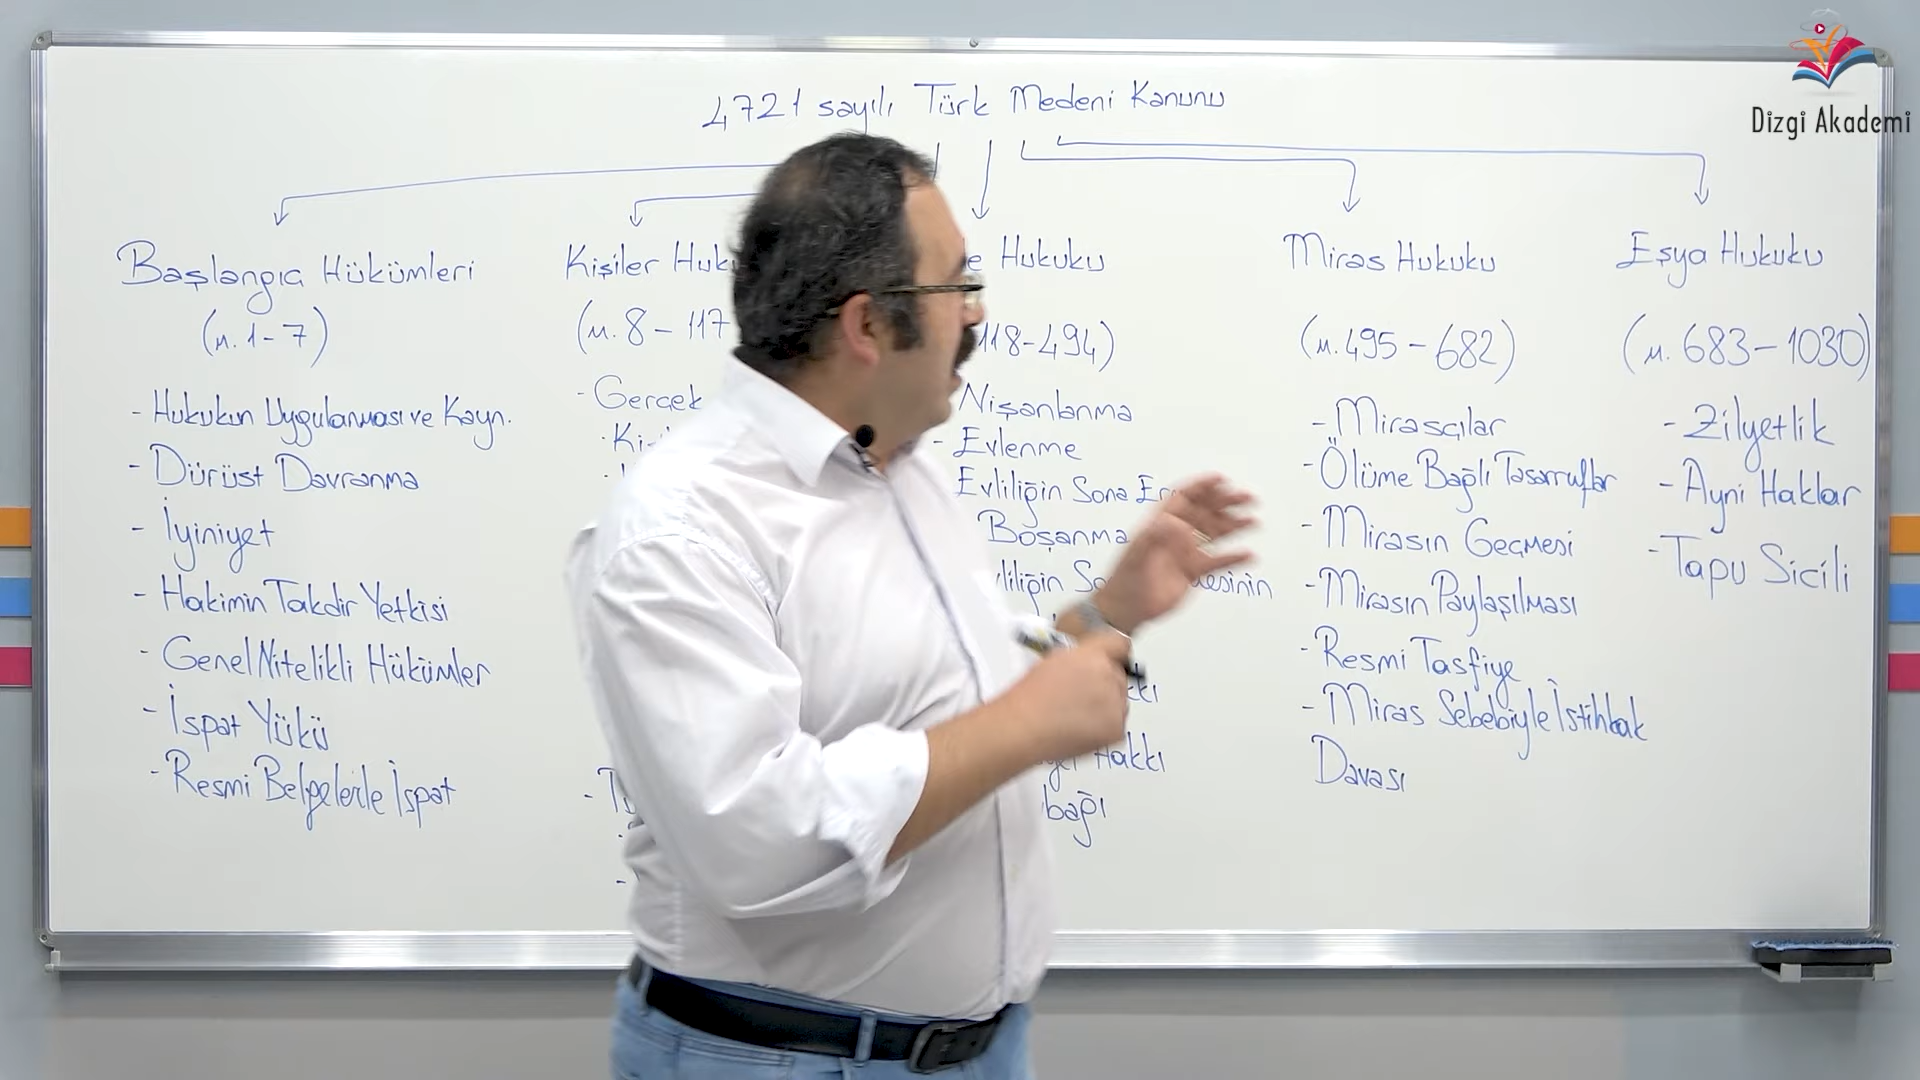 Dizgi Akademi
4721 sayılı Türk Medeni Kanunu
Başlangıç Hükümleri
(m. 1-7)
- Hukukun Uygulanması ve Kayn.
- Dürüst Davranma
- İyiniyet
- Hakimin Takdir Yetkisi
- Genel Nitelikli Hükümler
- İspat Yükü
- Resmi Belgelerle İspat
Kişiler
(m. 8 - 117
- Gerçek
Hukuku
118-494)
Nişanlanma
- Evlenme
Evliliğin Sona
Boşanma
Hakkı
bağı
Miras Hukuku
(m. 495 - 682)
- Mirasçılar
- Ölüme Bağlı Tasarruflar
- Mirasın Geçmesi
- Mirasın Paylaşılması
- Resmi Tasfiye
- Miras Sebebiyle İstihkak
Davası
Eşya Hukuku
(m. 683 - 1030)
- Zilyetlik
- Ayni Haklar
- Tapu Sicili